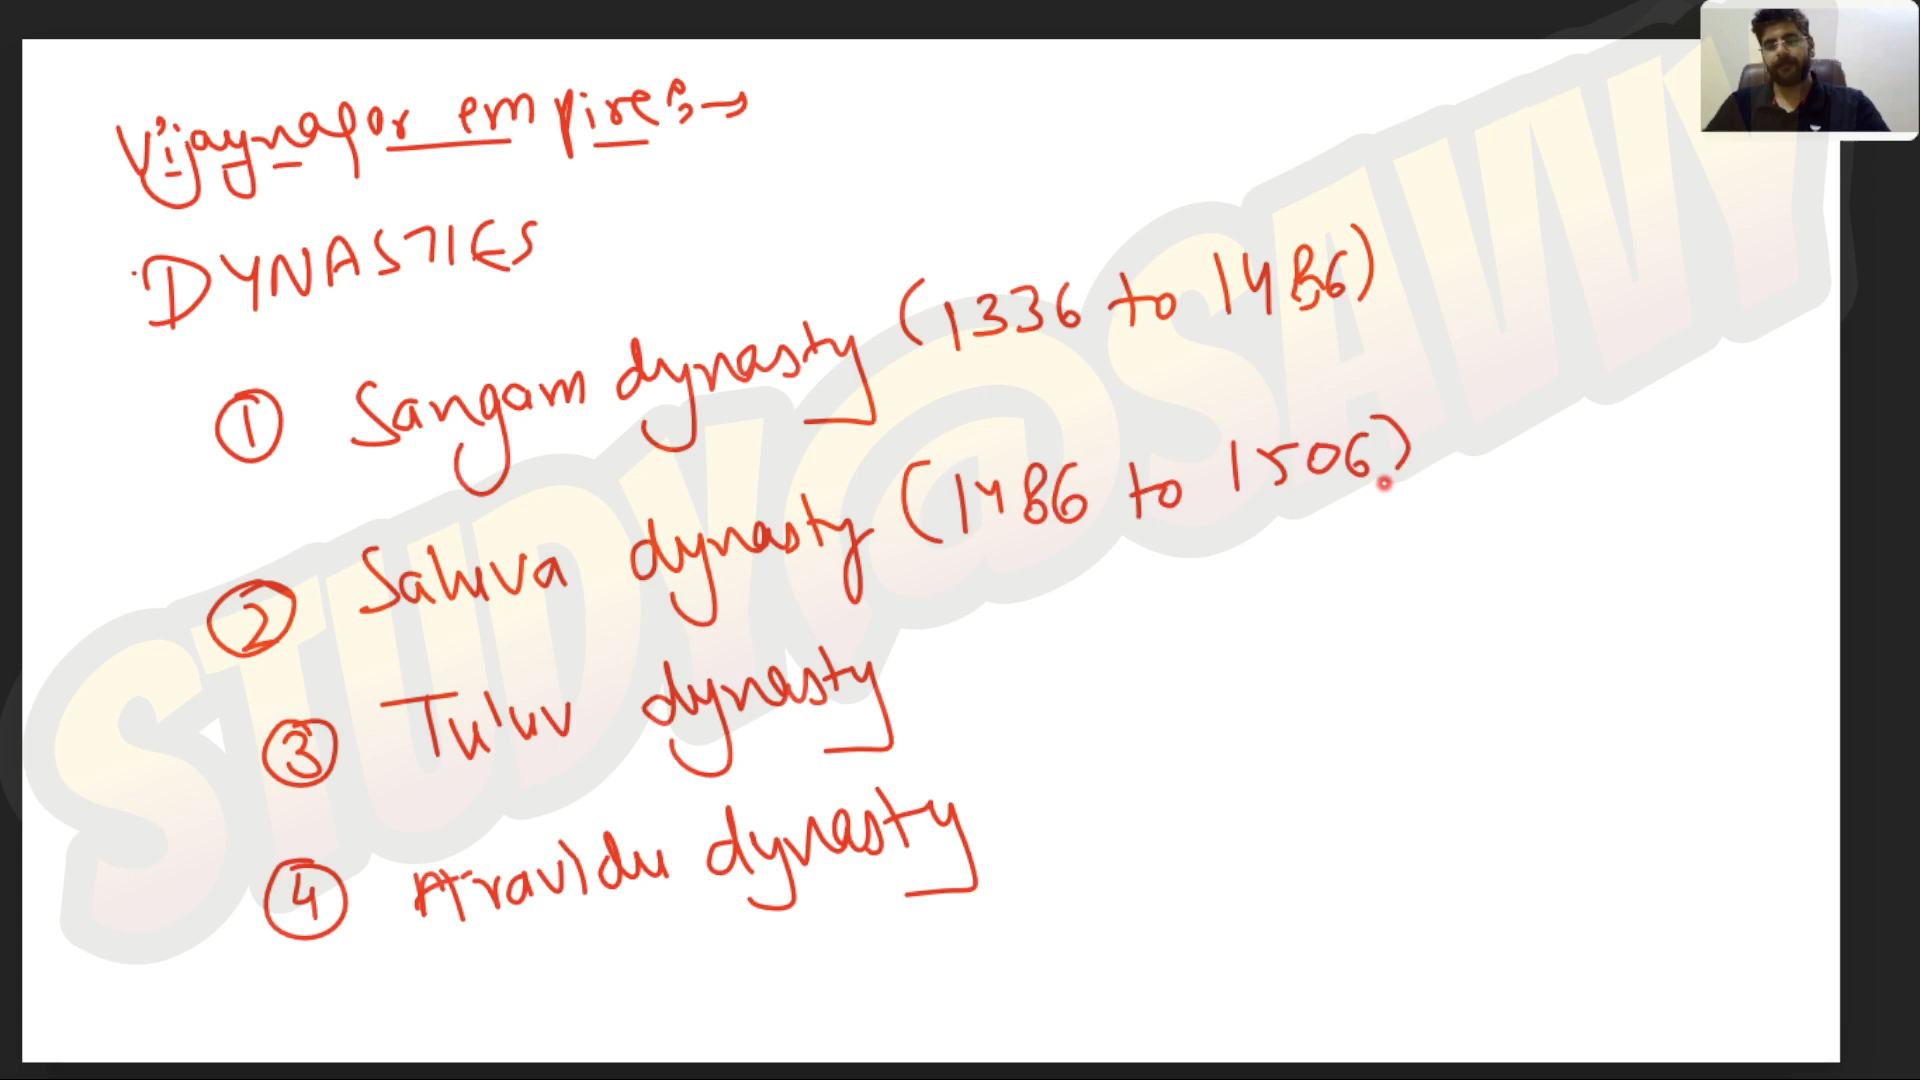 Vijaynagar empire :→
DYNASTIES
① Sangam dynasty (1336 to 1486)
② Saluva dynasty (1486 to 1506)
③ Tuluv dynasty
④ Aravidu dynasty
STUDY@SAVVY